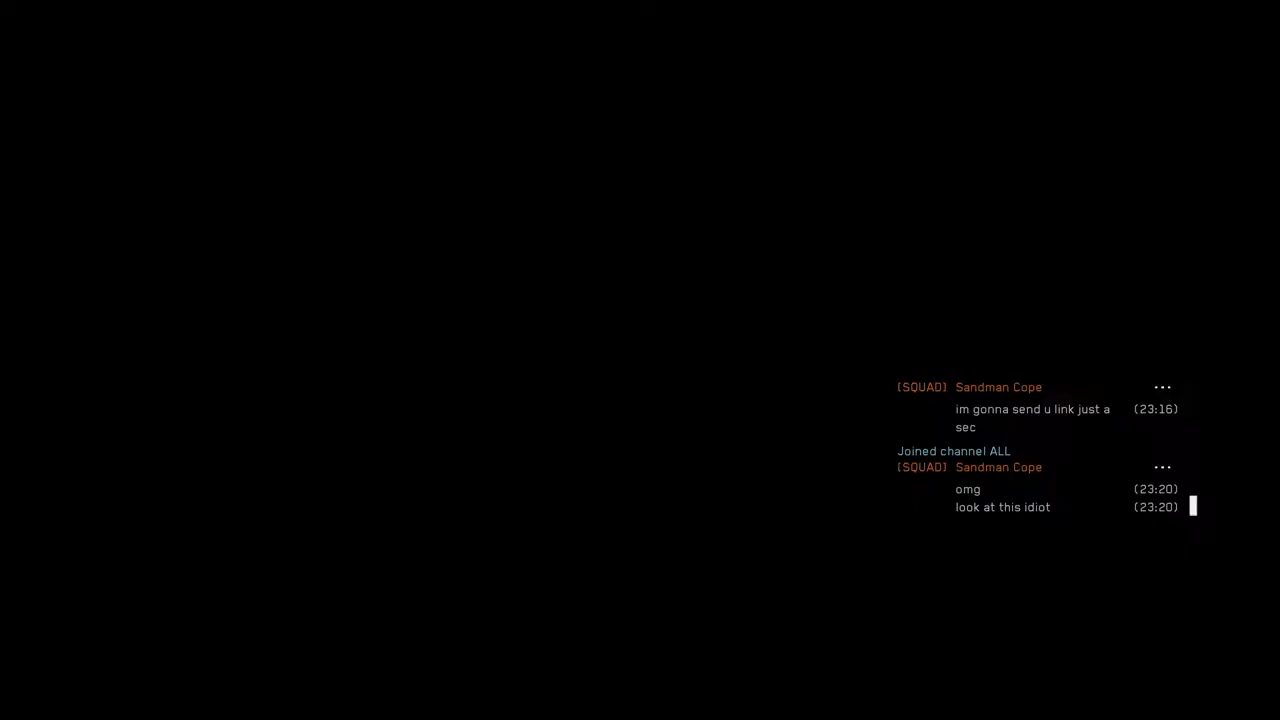 [SQUAD] Sandman Cope ...
im gonna send u link just a (23:16)
sec
Joined channel ALL
[SQUAD] Sandman Cope ...
omg (23:20)
look at this idiot (23:20)